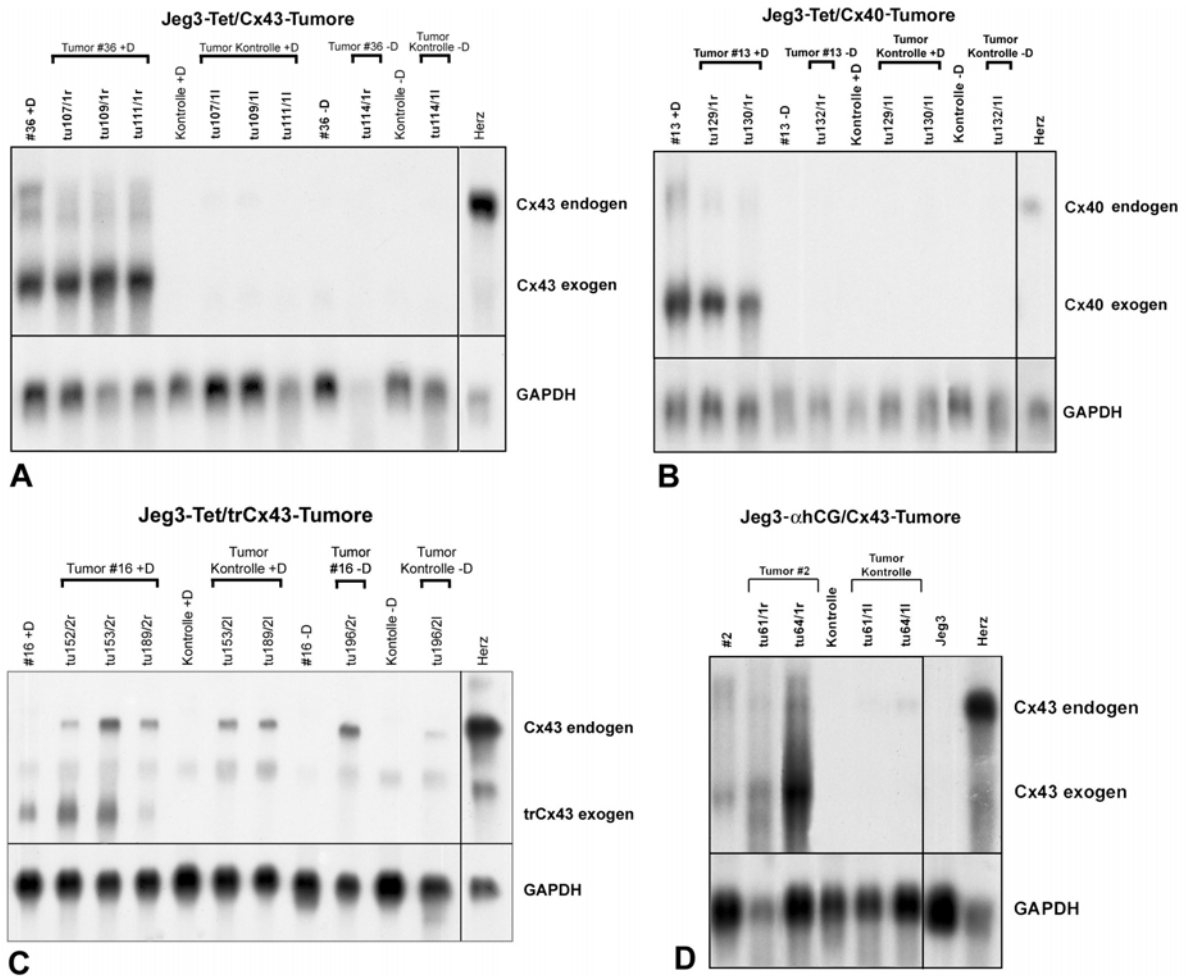 Jeg3-Tet/Cx43-Tumore
Tumor #36 +D
Tumor Kontrolle +D
Tumor #36 -D
Tumor
Kontrolle -D
#36 +D
tu107/1r
tu109/1r
tu111/1r
Kontrolle +D
tu107/1l
tu109/1l
tu111/1l
#36 -D
tu114/1r
Kontrolle -D
tu114/1l
Herz
Cx43 endogen
Cx43 exogen
GAPDH
A
Jeg3-Tet/Cx40-Tumore
Tumor #13 +D
Tumor #13 -D
Tumor
Kontrolle +D
Tumor
Kontrolle -D
#13 +D
tu129/1r
tu130/1r
#13 -D
tu132/1r
Kontrolle +D
tu129/1l
tu130/1l
Kontrolle -D
tu132/1l
Herz
Cx40 endogen
Cx40 exogen
GAPDH
B
Jeg3-Tet/trCx43-Tumore
Tumor #16 +D
Tumor
Kontrolle +D
Tumor
#16 -D
Tumor
Kontrolle -D
#16 +D
tu152/2r
tu153/2r
tu189/2r
Kontrolle +D
tu153/2l
tu189/2l
#16 -D
tu196/2r
Kontolle -D
tu196/2l
Herz
Cx43 endogen
trCx43 exogen
GAPDH
C
Jeg3-αhCG/Cx43-Tumore
Tumor #2
Tumor
Kontrolle
#2
tu61/1r
tu64/1r
Kontrolle
tu61/1l
tu64/1l
Jeg3
Herz
Cx43 endogen
Cx43 exogen
GAPDH
D